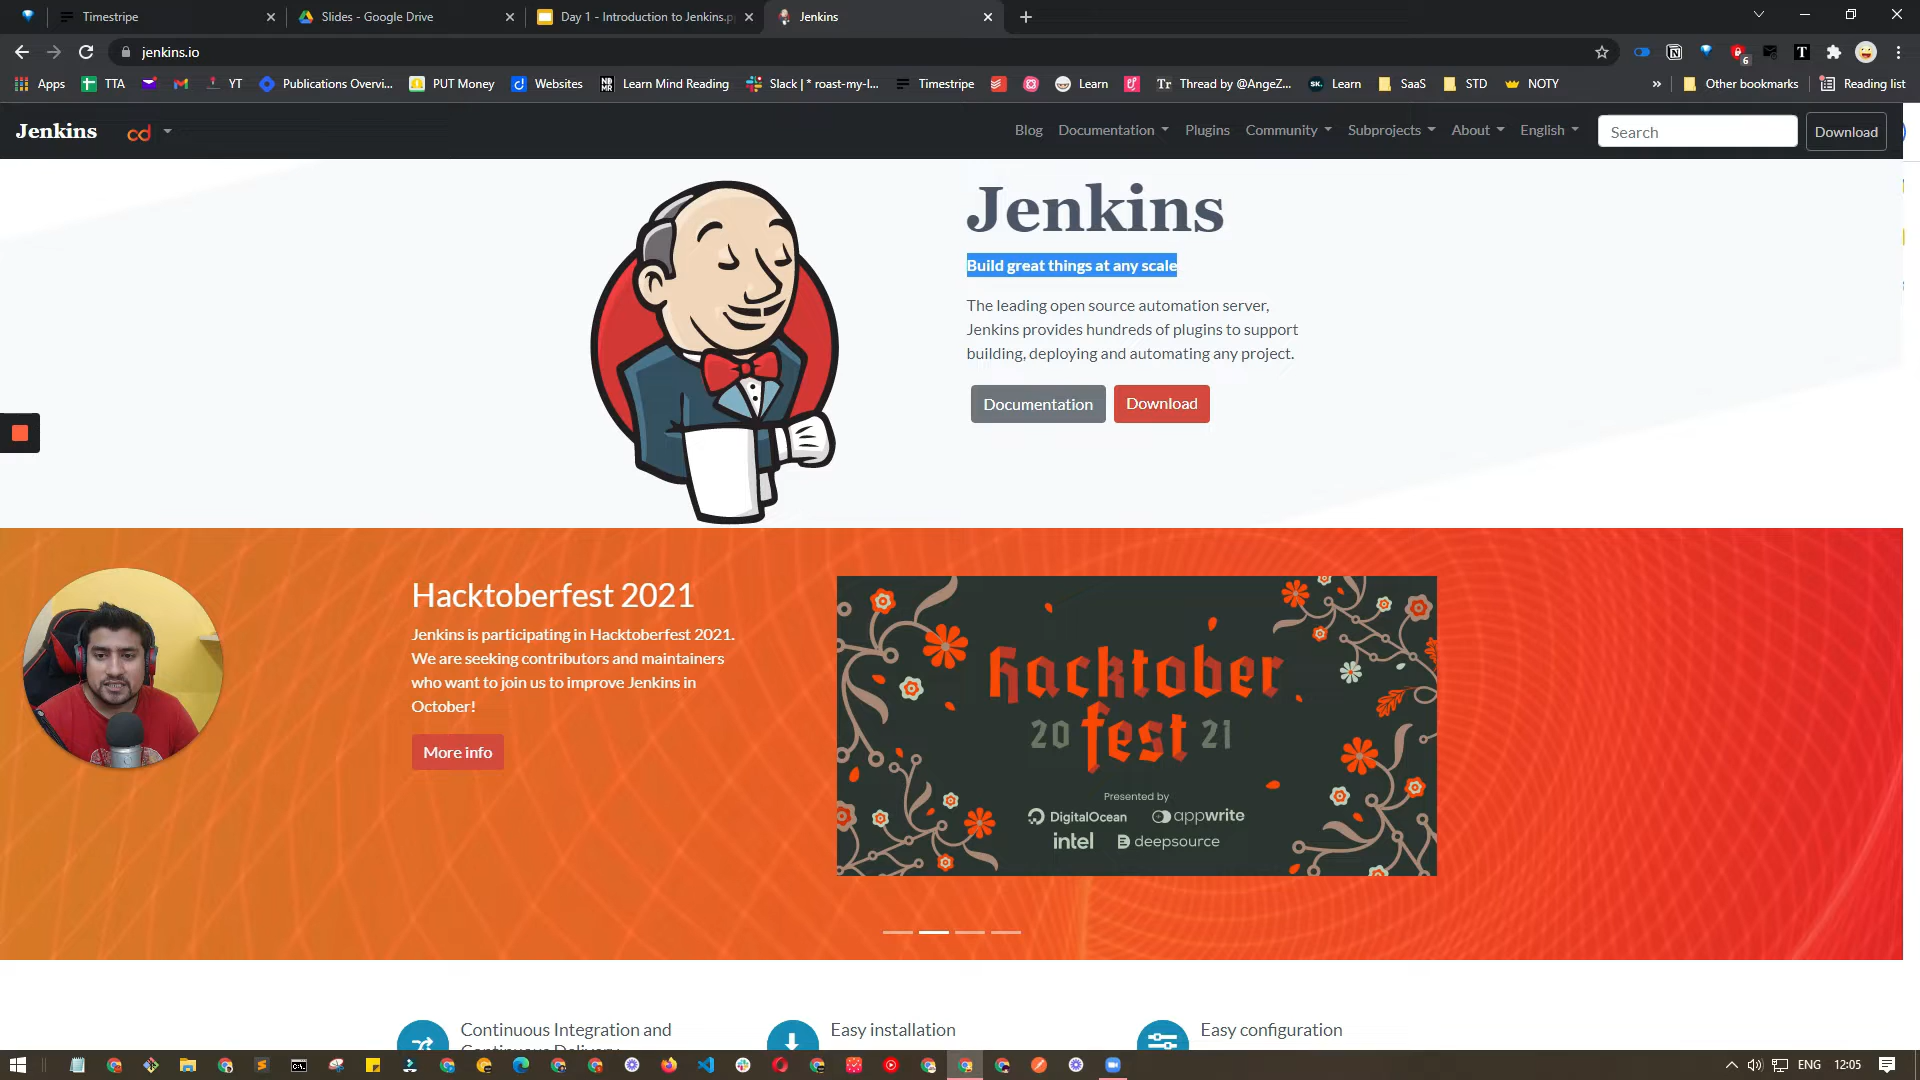 Timestripe
Slides - Google Drive
Day 1 - Introduction to Jenkins.p
Jenkins
jenkins.io
6
Apps
TTA
YT
Publications Overvi...
PUT Money
Websites
Learn Mind Reading
Slack | * roast-my-l...
Timestripe
Learn
Tr
Thread by @AngeZ...
SK.
Learn
SaaS
STD
NOTY
»
Other bookmarks
Reading list
Jenkins
cd
Blog
Documentation
Plugins
Community
Subprojects
About
English
Search
Download
Jenkins
Build great things at any scale
The leading open source automation server,
Jenkins provides hundreds of plugins to support
building, deploying and automating any project.
Documentation
Download
Hacktoberfest 2021
Jenkins is participating in Hacktoberfest 2021.
We are seeking contributors and maintainers
who want to join us to improve Jenkins in
October!
More info
hacktober
20 fest 21
Presented by
DigitalOcean
appwrite
intel
deepsource
Continuous Integration and
Continuous Delivery
Easy installation
Easy configuration
ENG
12:05